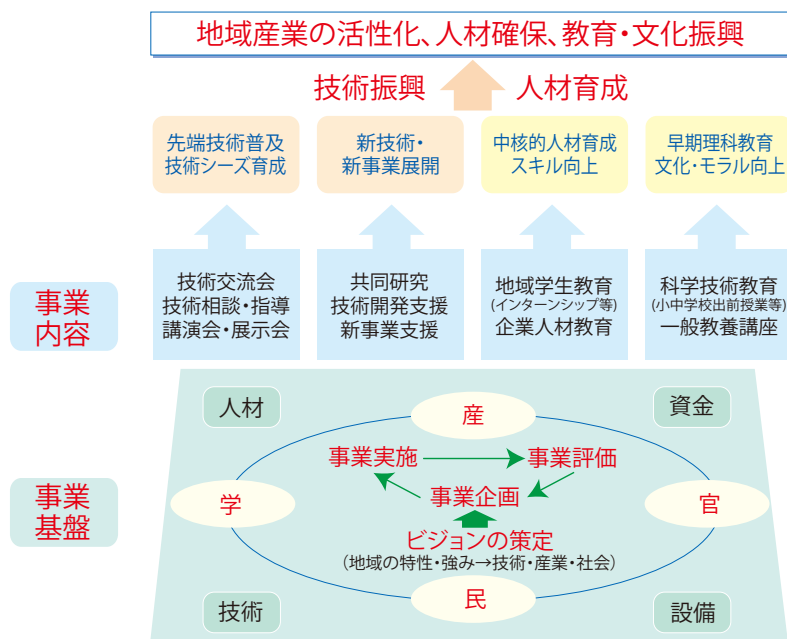 地域産業の活性化、人材確保、教育・文化振興
技術振興
人材育成
先端技術普及
技術シーズ育成
新技術・
新事業展開
中核的人材育成
スキル向上
早期理科教育
文化・モラル向上
事業
内容
技術交流会
技術相談・指導
講演会・展示会
共同研究
技術開発支援
新事業支援
地域学生教育
(インターンシップ等)
企業人材教育
科学技術教育
(小中学校出前授業等)
一般教養講座
事業
基盤
人材
産
資金
事業実施
事業評価
学
事業企画
官
ビジョンの策定
(地域の特性・強み→技術・産業・社会)
技術
民
設備